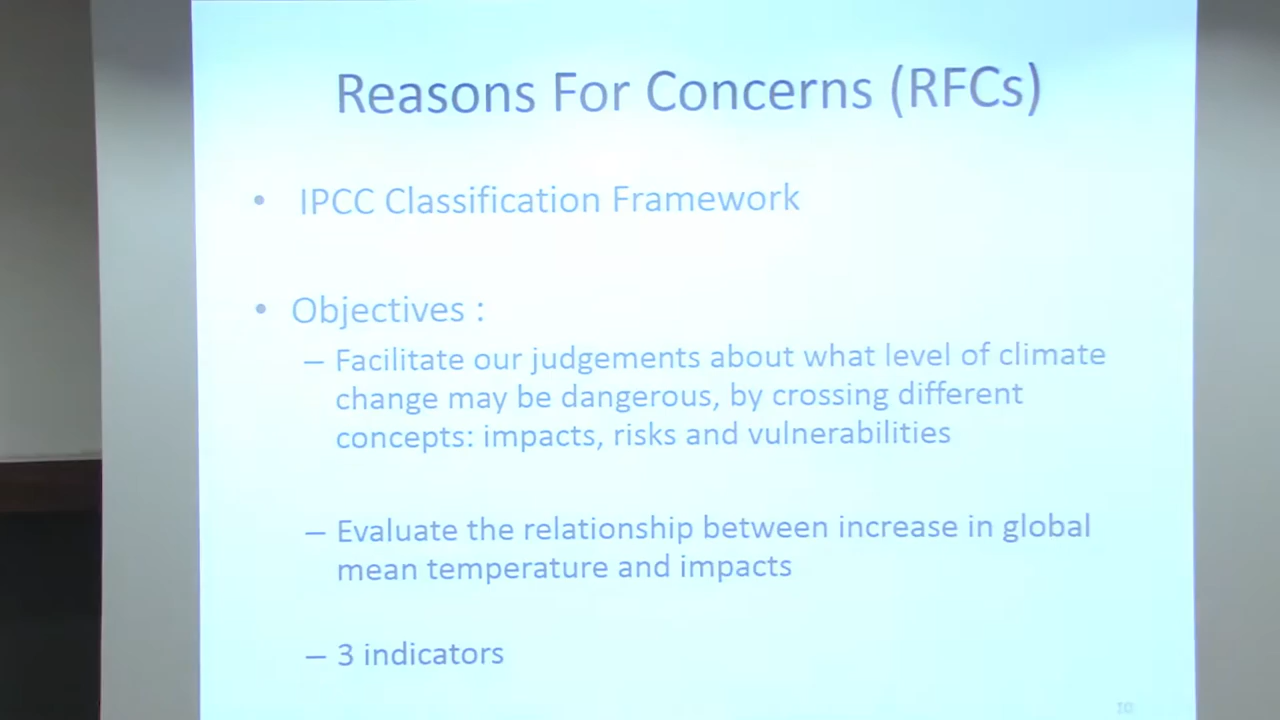 Reasons For Concerns (RFCs)
• IPCC Classification Framework
• Objectives :
– Facilitate our judgements about what level of climate
change may be dangerous, by crossing different
concepts: impacts, risks and vulnerabilities
– Evaluate the relationship between increase in global
mean temperature and impacts
– 3 indicators
10